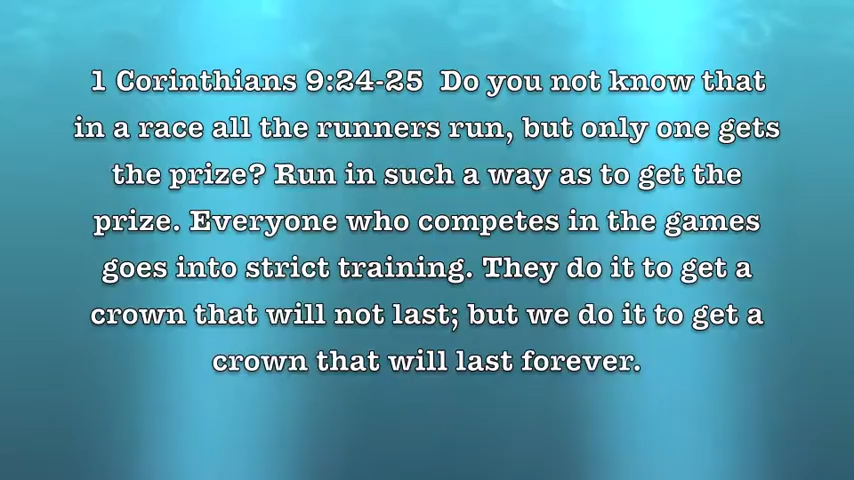 1 Corinthians 9:24-25  Do you not know that
in a race all the runners run, but only one gets
the prize? Run in such a way as to get the
prize. Everyone who competes in the games
goes into strict training. They do it to get a
crown that will not last; but we do it to get a
crown that will last forever.